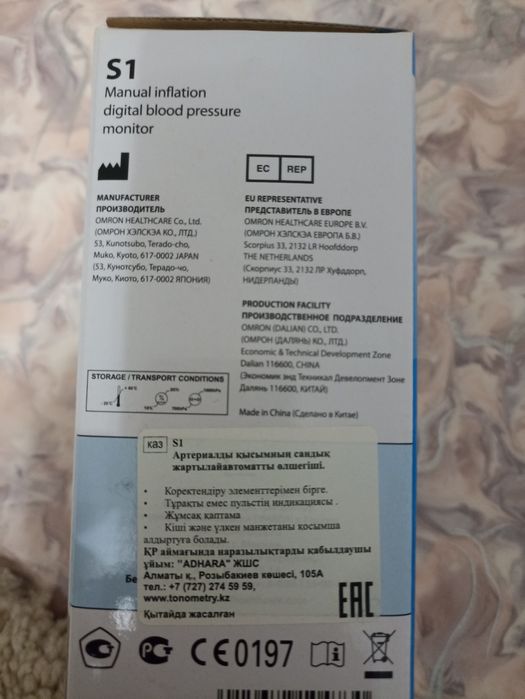 S1
Manual inflation
digital blood pressure
monitor
EC REP
MANUFACTURER
ПРОИЗВОДИТЕЛЬ
OMRON HEALTHCARE Co., Ltd.
(ОМРОН ХЭЛСКЭА КО., ЛТД.)
53, Kunotsubo, Terado-cho,
Muko, Kyoto, 617-0002 JAPAN
(53, Кунотсубо, Терадо-чо,
Муко, Киото, 617-0002 ЯПОНИЯ)
EU REPRESENTATIVE
ПРЕДСТАВИТЕЛЬ В ЕВРОПЕ
OMRON HEALTHCARE EUROPE B.V.
(ОМРОН ХЭЛСКЭА ЕВРОПА Б.В.)
Scorpius 33, 2132 LR Hoofddorp
THE NETHERLANDS
(Скорпиус 33, 2132 ЛР Хуфддорп,
НИДЕРЛАНДЫ)
PRODUCTION FACILITY
ПРОИЗВОДСТВЕННОЕ ПОДРАЗДЕЛЕНИЕ
OMRON (DALIAN) CO., LTD.
(ОМРОН (ДАЛЯНЬ) КО., ЛТД.)
Economic & Technical Development Zone
Dalian 116600, CHINA
(Экономик энд Текникал Девелопмент Зоне
Далянь 116600, КИТАЙ)
Made in China (Сделано в Китае)
STORAGE / TRANSPORT CONDITIONS
каз S1
Артериалды қысымның сандық
жартылайавтоматты өлшегіші.
• Коректендіру элементтерімен бірге.
• Тұрақты емес пульстің индикациясы .
• Жұмсақ каптама
• Кіші және үлкен манжетаны қосымша
алдыртуға болады.
ҚР аймағында наразылықтарды қабылдаушы
ұйым: "ADHARA" ЖШС
Алматы қ., Розыбакиев көшесі, 105А
тел.: +7 (727) 274 59 59,
www.tonometry.kz
Қытайда жасалған
EAC
Бе
CE0197